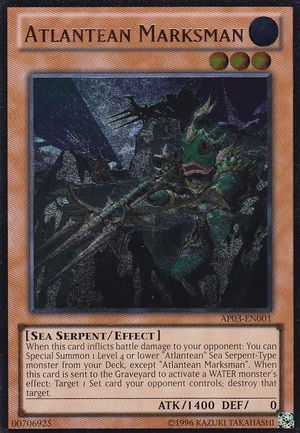 ATLANTEAN MARKSMAN
AP03-EN001
[SEA SERPENT/EFFECT]
When this card inflicts battle damage to your opponent: You can
Special Summon 1 Level 4 or lower "Atlantean" Sea Serpent-Type
monster from your Deck, except "Atlantean Marksman". When
this card is sent to the Graveyard to activate a WATER monster's
effect: Target 1 Set card your opponent controls; destroy that
target.
ATK/1400 DEF/ 0
00706925
©1996 KAZUKI TAKAHASHI